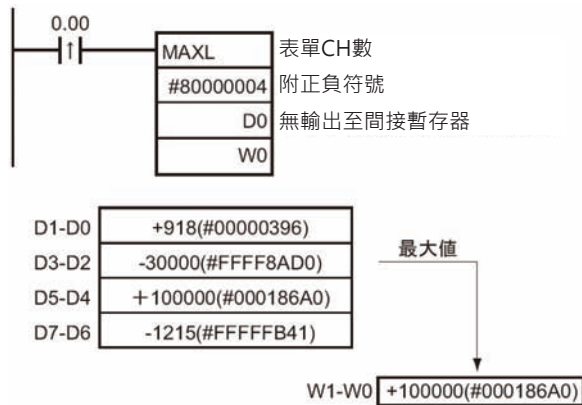 0.00
↑
MAXL 表單CH數
#80000004 附正負符號
D0 無輸出至間接暫存器
W0
D1-D0 +918(#00000396)
D3-D2 -30000(#FFFF8AD0)
D5-D4 +100000(#000186A0)
D7-D6 -1215(#FFFFFB41)
最大值
W1-W0 +100000(#000186A0)